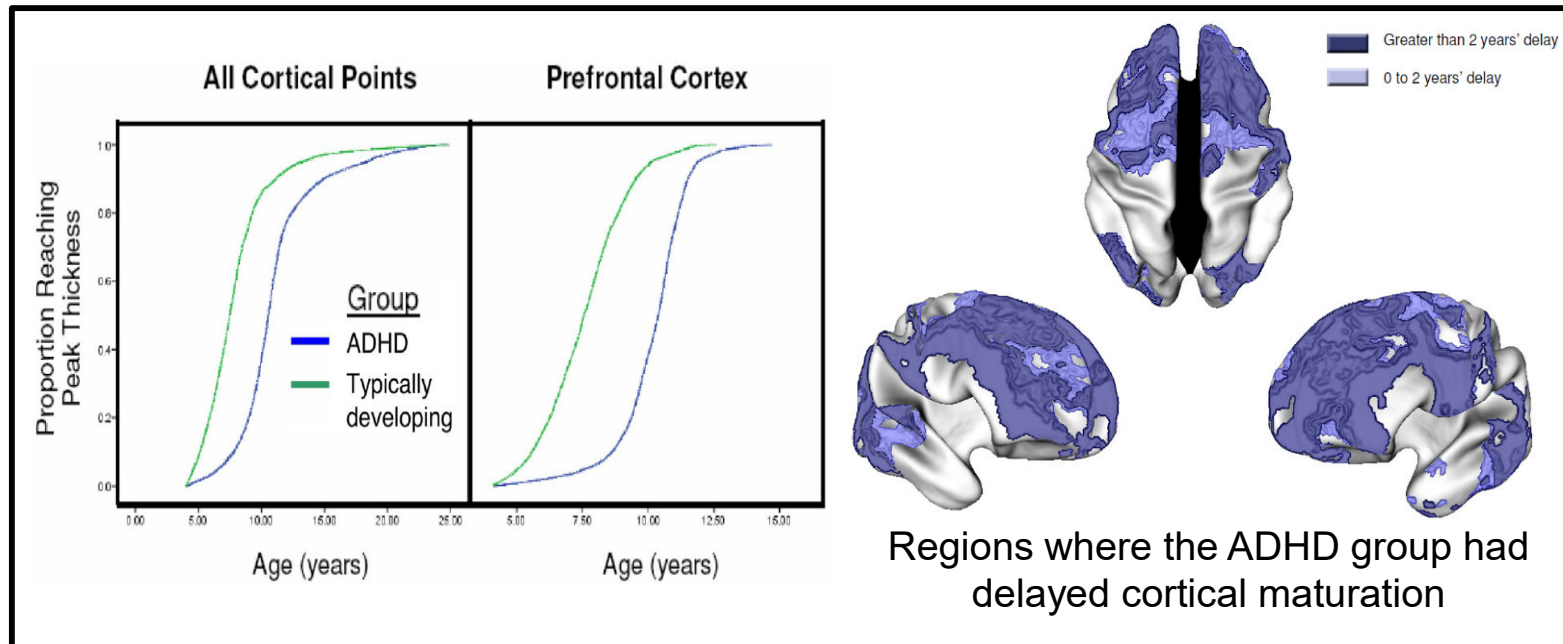 All Cortical Points
Prefrontal Cortex
Proportion Reaching
Peak Thickness
1.0
0.8
0.6
0.4
0.2
0.0
Group
ADHD
Typically
developing
0.00 5.00 10.00 15.00 20.00 25.00
5.00 7.50 10.00 12.50 15.00
Age (years)
Age (years)
Greater than 2 years' delay
0 to 2 years' delay
Regions where the ADHD group had
delayed cortical maturation